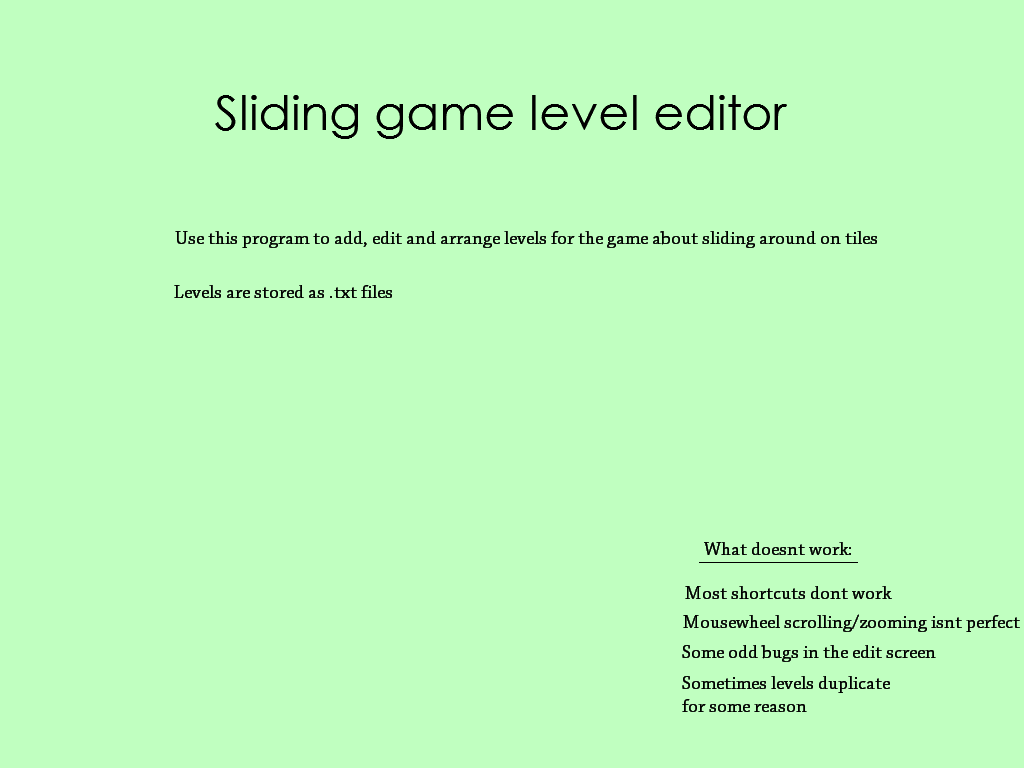 Sliding game level editor
Use this program to add, edit and arrange levels for the game about sliding around on tiles
Levels are stored as .txt files
What doesnt work:
Most shortcuts dont work
Mousewheel scrolling/zooming isnt perfect
Some odd bugs in the edit screen
Sometimes levels duplicate
for some reason